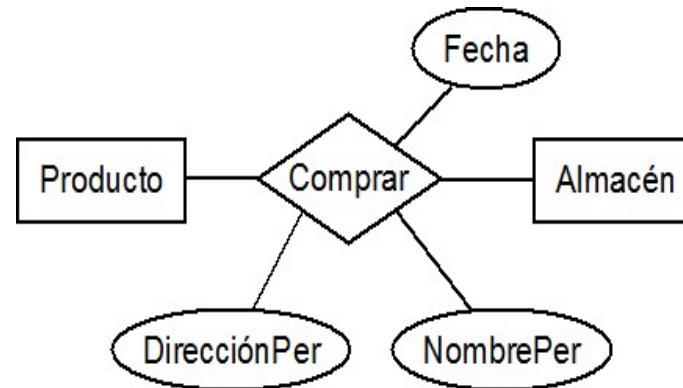 Fecha
Producto
Comprar
Almacén
DirecciónPer
NombrePer